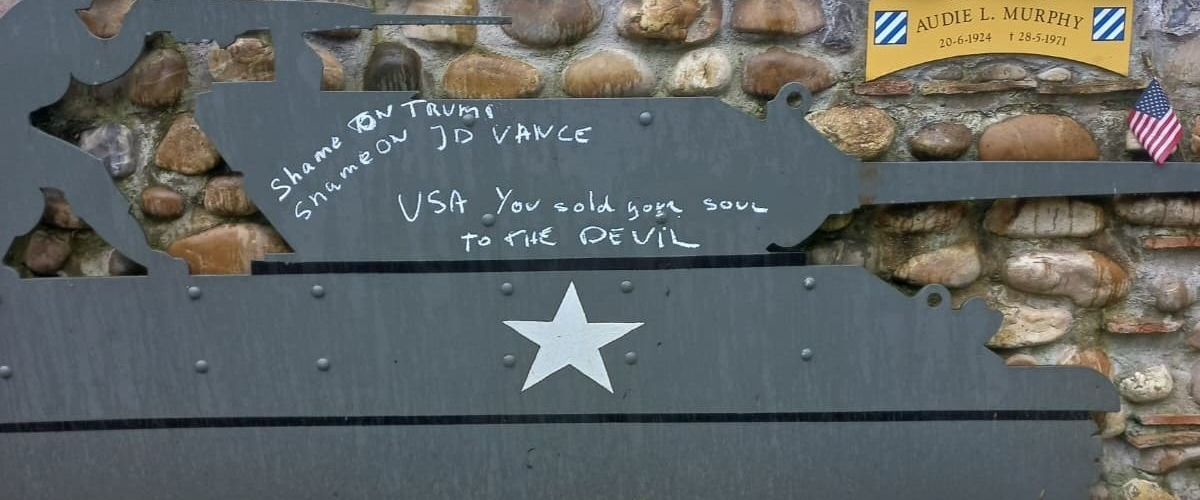 AUDIE L. MURPHY
20-6-1924 † 28-5-1971
Shame ON TRUMP
Shame ON JD VANCE
USA You sold your soul
TO THE DEVIL